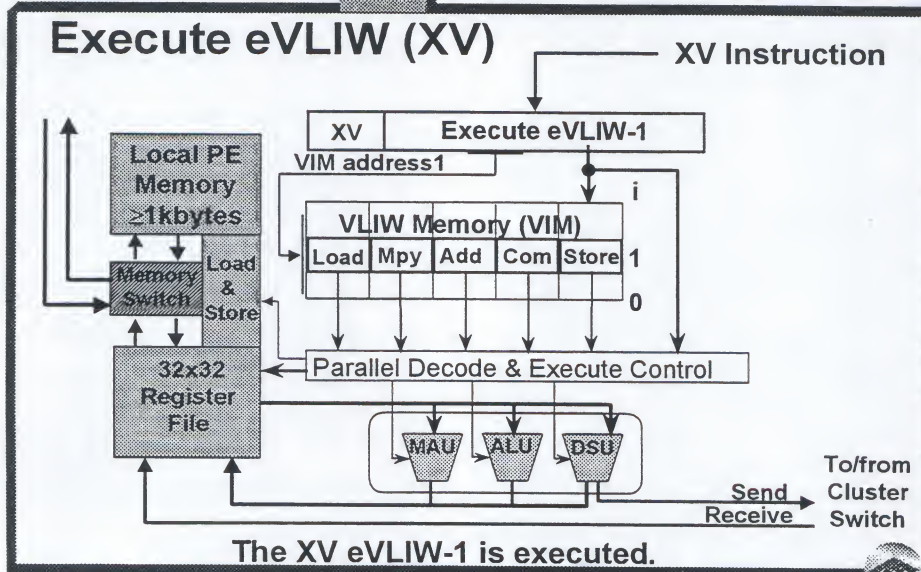 Execute eVLIW (XV)
XV Instruction
XV
Execute eVLIW-1
VIM address1
Local PE
Memory
≥1kbytes
i
VLIW Memory (VIM)
Load
Mpy
Add
Com
Store
1
0
Memory
Switch
Load
&
Store
Parallel Decode & Execute Control
32x32
Register
File
MAU
ALU
DSU
To/from
Cluster
Switch
Send
Receive
The XV eVLIW-1 is executed.